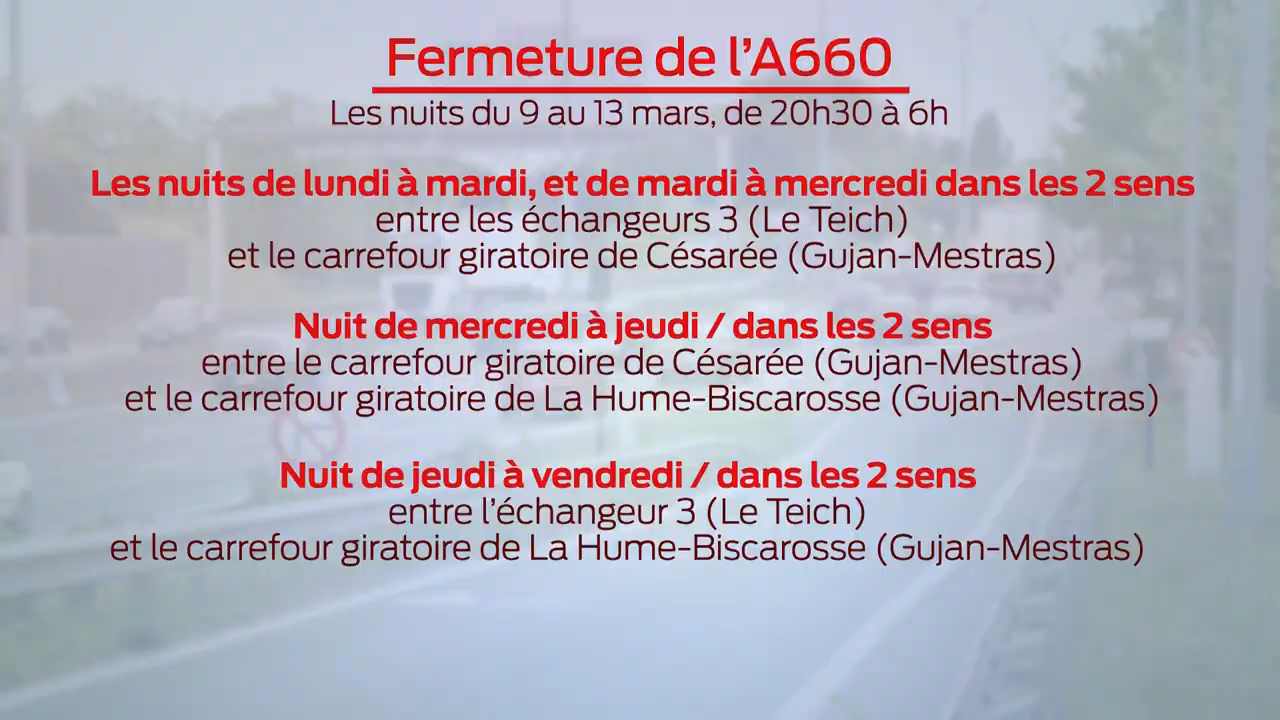 Fermeture de l'A660
Les nuits du 9 au 13 mars, de 20h30 à 6h
Les nuits de lundi à mardi, et de mardi à mercredi dans les 2 sens
entre les échangeurs 3 (Le Teich)
et le carrefour giratoire de Césarée (Gujan-Mestras)
Nuit de mercredi à jeudi / dans les 2 sens
entre le carrefour giratoire de Césarée (Gujan-Mestras)
et le carrefour giratoire de La Hume-Biscarosse (Gujan-Mestras)
Nuit de jeudi à vendredi / dans les 2 sens
entre l'échangeur 3 (Le Teich)
et le carrefour giratoire de La Hume-Biscarosse (Gujan-Mestras)